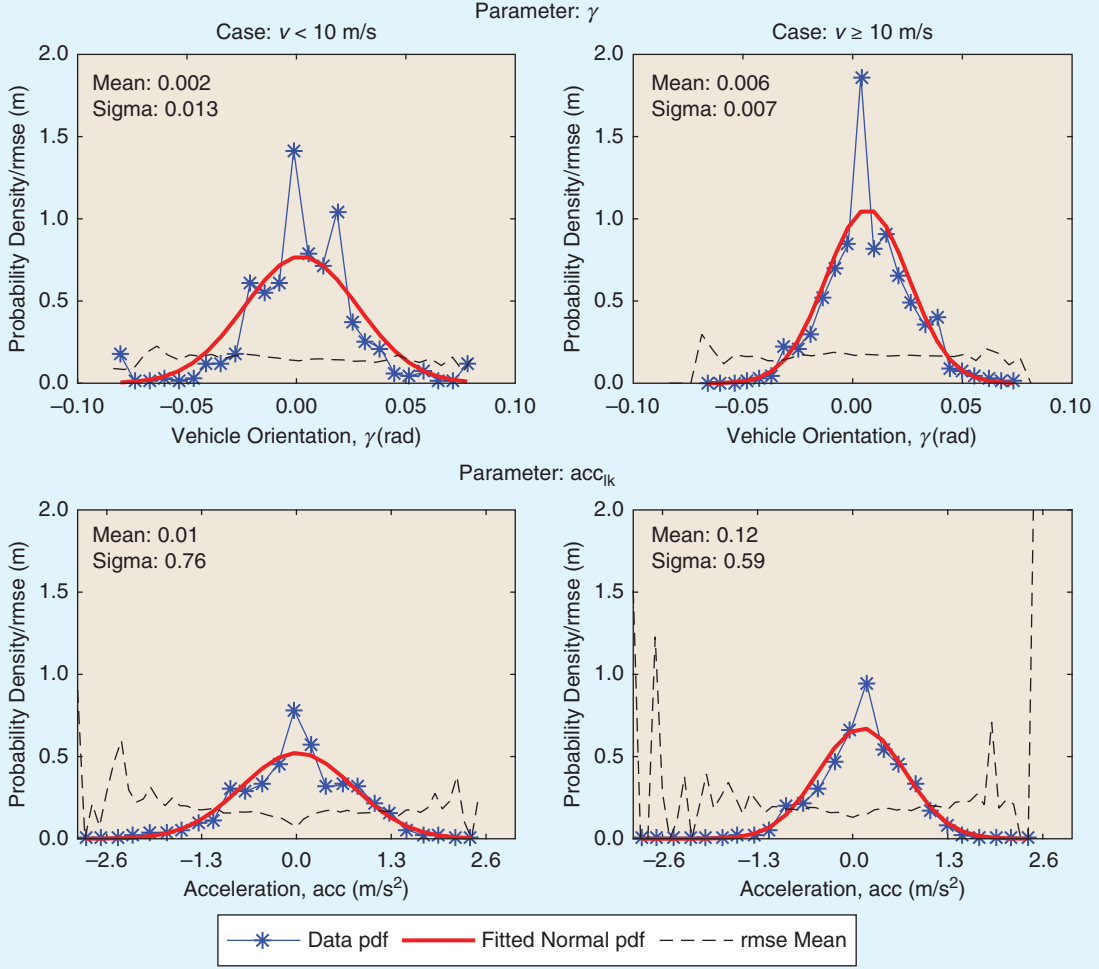 Parameter: γ
Case: v < 10 m/s
Case: v ≥ 10 m/s
Probability Density/rmse (m)
2.0
1.5
1.0
0.5
0.0
Mean: 0.002
Sigma: 0.013
−0.10 −0.05 0.00 0.05 0.10
Vehicle Orientation, γ(rad)
Probability Density/rmse (m)
2.0
1.5
1.0
0.5
0.0
Mean: 0.006
Sigma: 0.007
−0.10 −0.05 0.00 0.05 0.10
Vehicle Orientation, γ(rad)
Parameter: acc_lk
Probability Density/rmse (m)
2.0
1.5
1.0
0.5
0.0
Mean: 0.01
Sigma: 0.76
−2.6 −1.3 0.0 1.3 2.6
Acceleration, acc (m/s²)
Probability Density/rmse (m)
2.0
1.5
1.0
0.5
0.0
Mean: 0.12
Sigma: 0.59
−2.6 −1.3 0.0 1.3 2.6
Acceleration, acc (m/s²)
Data pdf Fitted Normal pdf rmse Mean